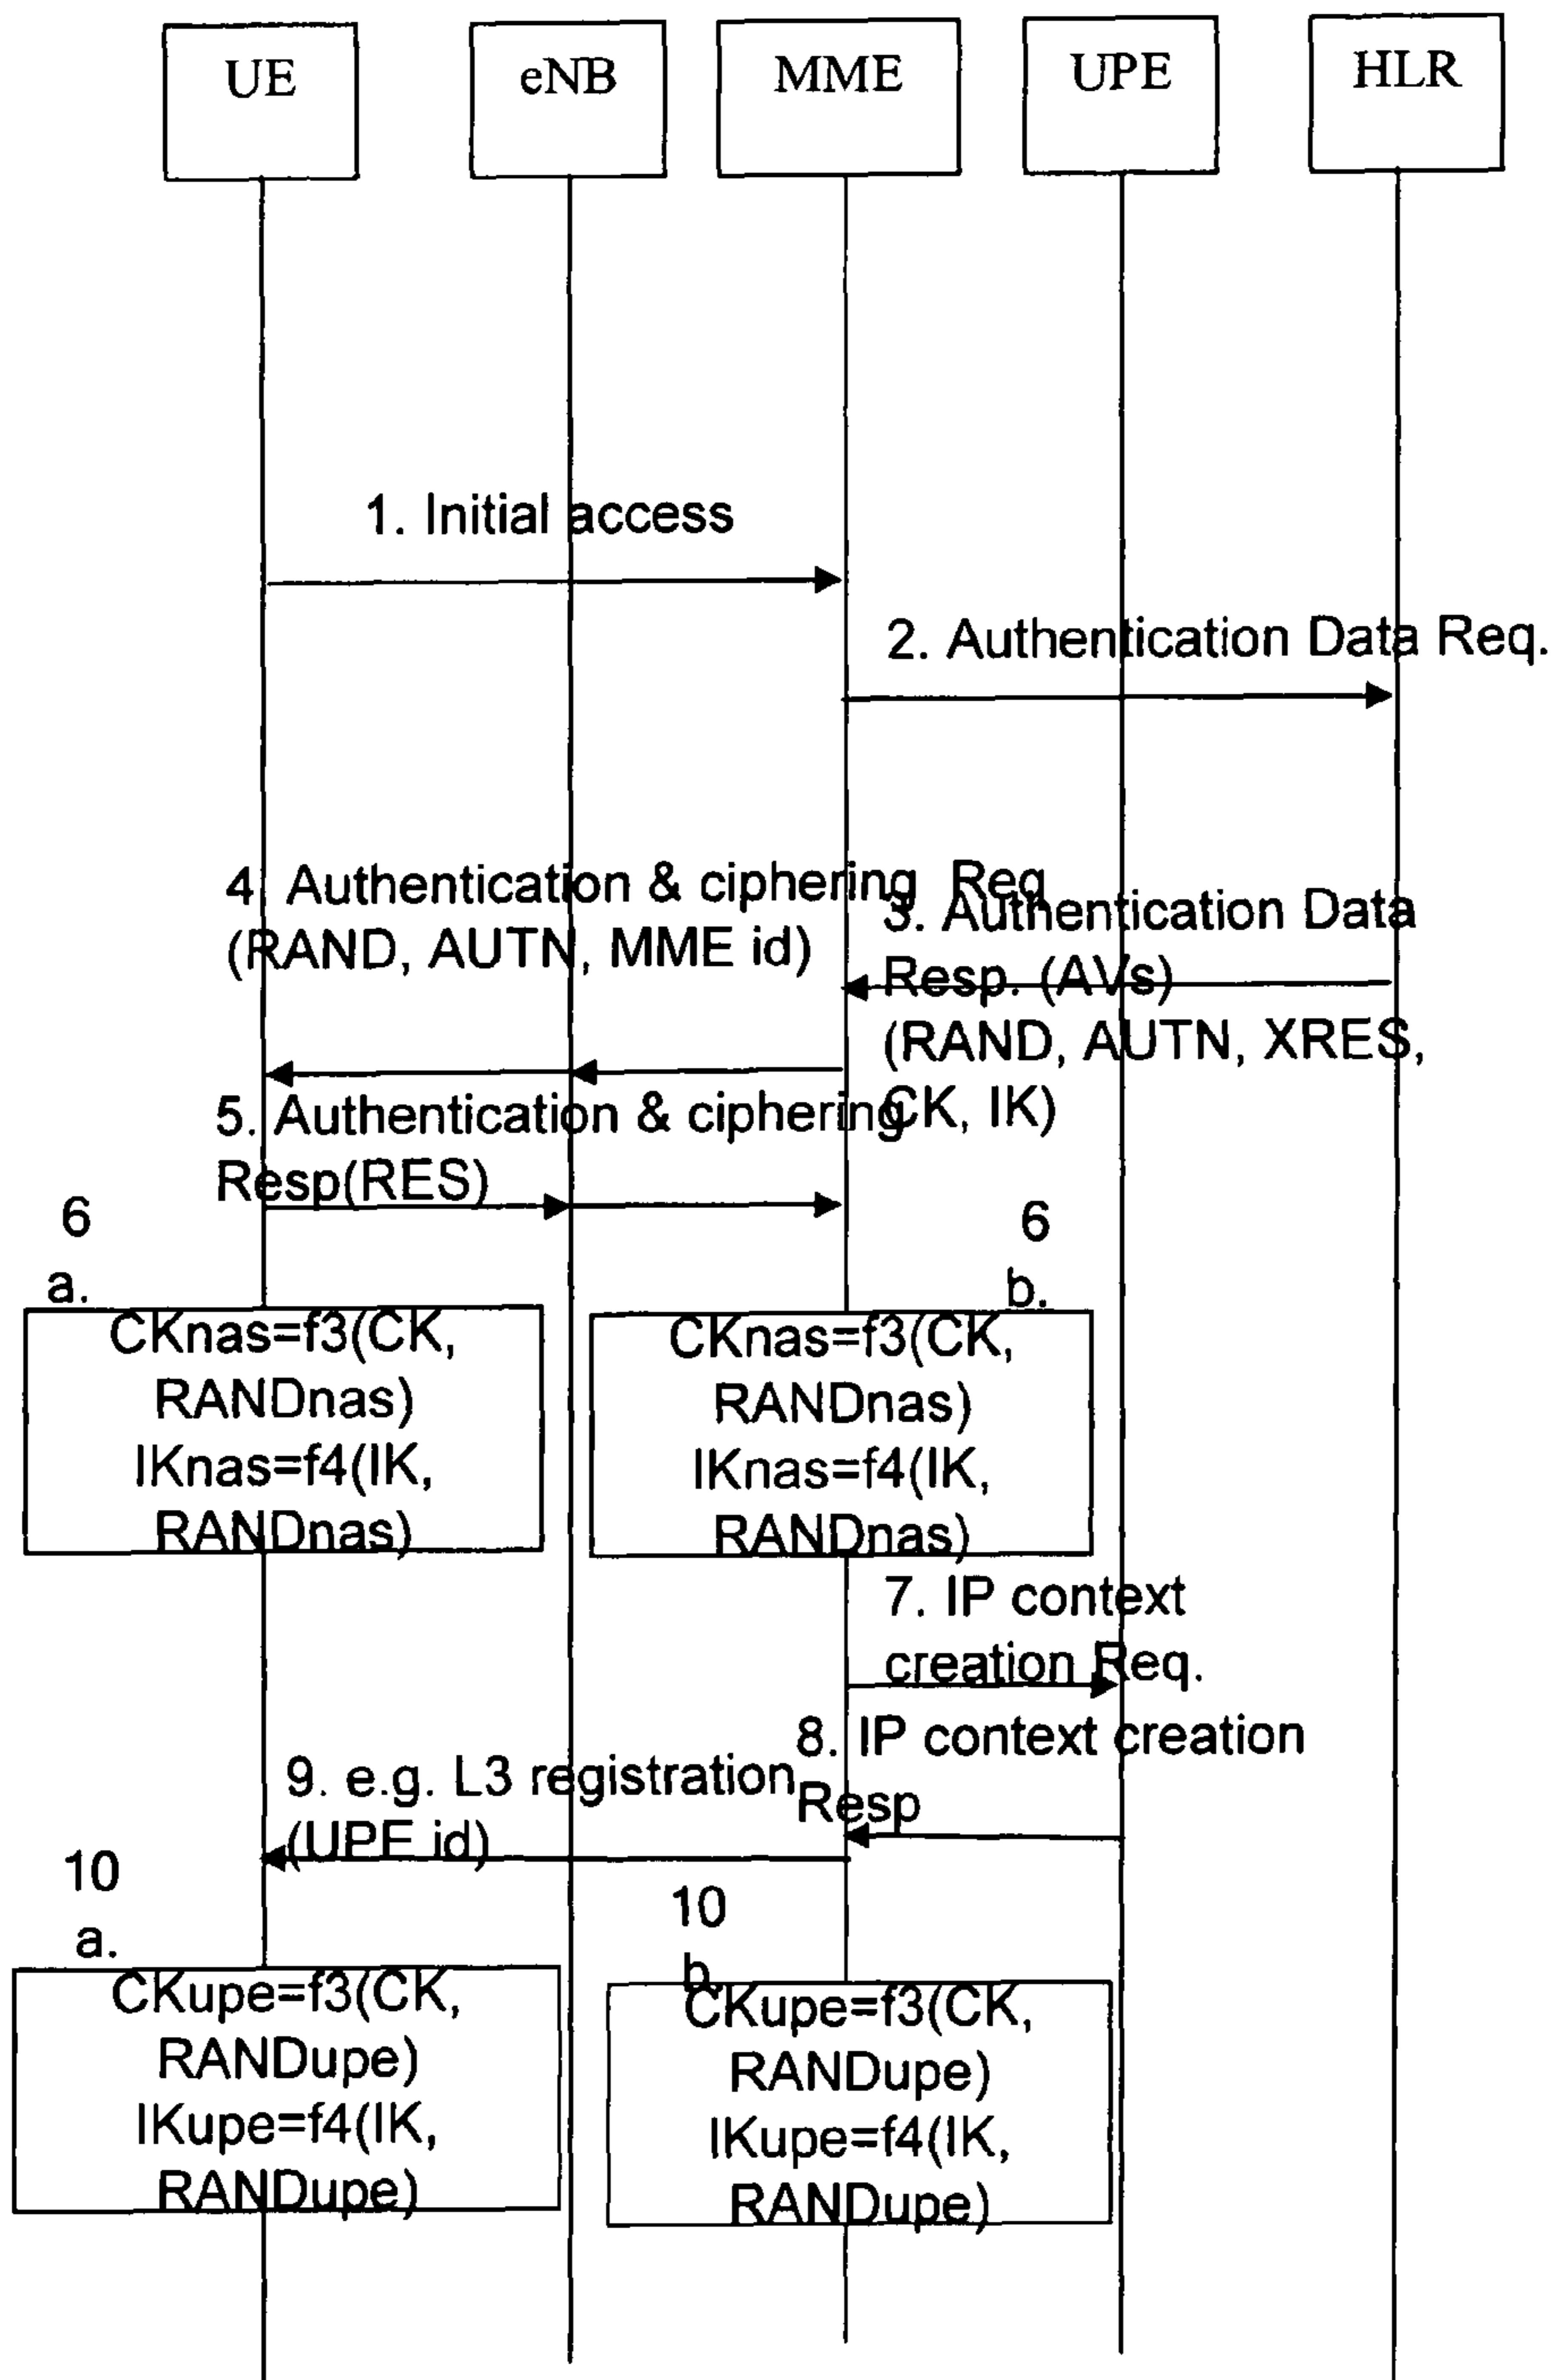 UE
eNB
MME
UPE
HLR
1. Initial access
2. Authentication Data Req.
4. Authentication & ciphering Req
(RAND, AUTN, MME id)
3. Authentication Data
Resp. (AVs)
(RAND, AUTN, XRES,
CK, IK)
5. Authentication & ciphering
Resp(RES)
6
a.
6
b.
CKnas=f3(CK,
RANDnas)
IKnas=f4(IK,
RANDnas)
CKnas=f3(CK,
RANDnas)
IKnas=f4(IK,
RANDnas)
7. IP context
creation Req.
8. IP context creation
Resp
9. e.g. L3 registration
(UPE id)
10
a.
10
b.
CKupe=f3(CK,
RANDupe)
IKupe=f4(IK,
RANDupe)
CKupe=f3(CK,
RANDupe)
IKupe=f4(IK,
RANDupe)